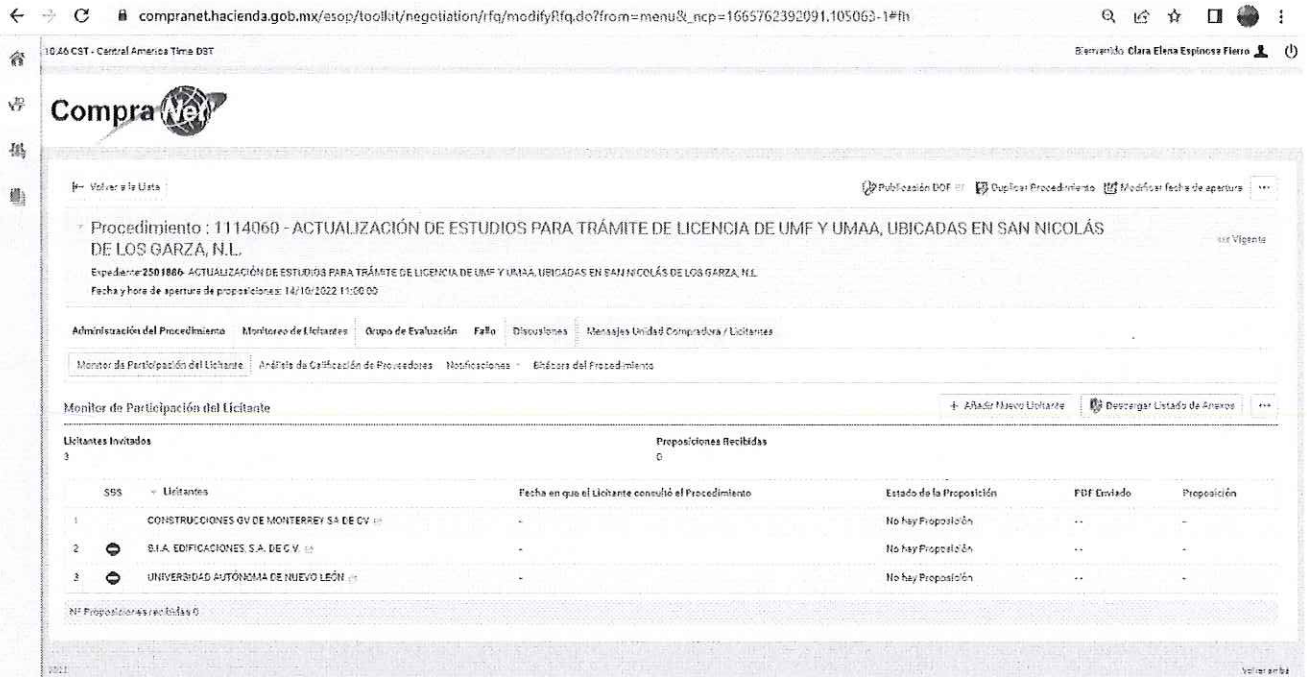 compranet.hacienda.gob.mx/esop/toolkit/negotiation/rfq/modifyRfq.do?from=menu&_ncp=1665762392091.105063-1#fh
10:46 CST - Central America Time DST
Bienvenido Clara Elena Espinosa Fierro
CompraNet
Volver a la Lista
Publicación DOF
Duplicar Procedimiento
Modificar fecha de apertura
Procedimiento : 1114060 - ACTUALIZACIÓN DE ESTUDIOS PARA TRÁMITE DE LICENCIA DE UMF Y UMAA, UBICADAS EN SAN NICOLÁS
DE LOS GARZA, N.L.
Vigente
Expediente 2501886- ACTUALIZACIÓN DE ESTUDIOS PARA TRÁMITE DE LICENCIA DE UMF Y UMAA, UBICADAS EN SAN NICOLÁS DE LOS GARZA, N.L.
Fecha y hora de apertura de proposiciones: 14/10/2022 11:00:00
Administración del Procedimiento Monitoreo de Licitantes Grupo de Evaluación Fallo Discusiones Mensajes Unidad Compradora / Licitantes
Monitor de Participación del Licitante Análisis de Calificación de Proveedores Notificaciones Bitácora del Procedimiento
Monitor de Participación del Licitante
+ Añadir Nuevo Licitante
Descargar Listado de Anexos
Licitantes Invitados Proposiciones Recibidas
3 0
SBS Licitantes Fecha en que el Licitante consultó el Procedimiento Estado de la Proposición PDF Enviado Proposición
1 CONSTRUCCIONES GV DE MONTERREY SA DE CV - No hay Proposición -- -
2 B.I.A. EDIFICACIONES, S.A. DE C.V. - No hay Proposición -- -
3 UNIVERSIDAD AUTÓNOMA DE NUEVO LEÓN - No hay Proposición -- -
Nº Proposiciones recibidas 0
Volver arriba